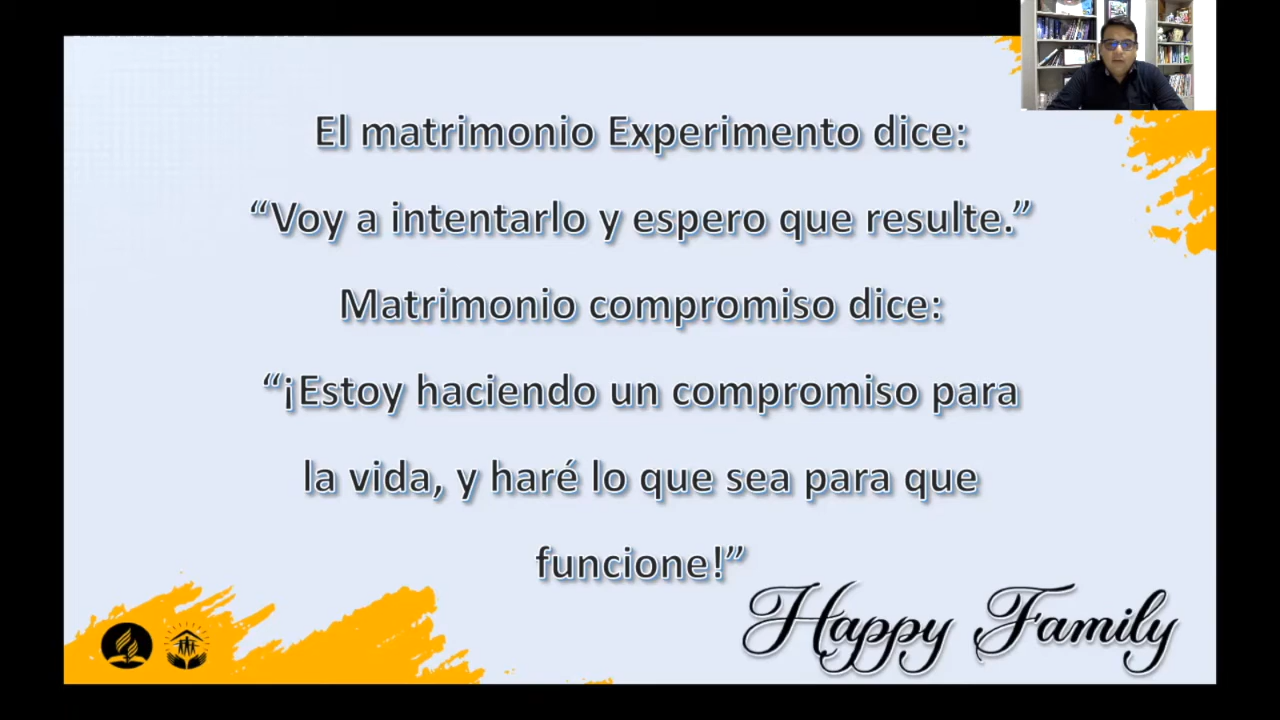 El matrimonio Experimento dice:
“Voy a intentarlo y espero que resulte.”
Matrimonio compromiso dice:
“¡Estoy haciendo un compromiso para
la vida, y haré lo que sea para que
funcione!”
Happy Family